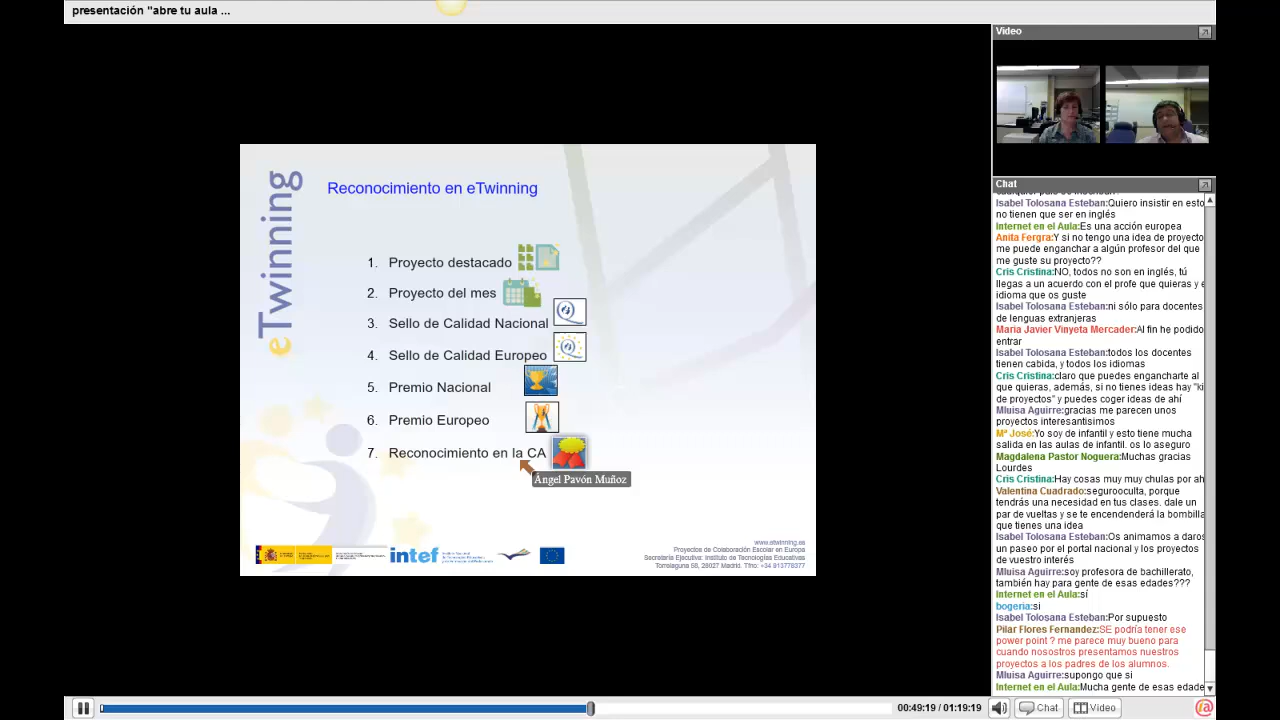 presentación "abre tu aula ...
Video
eTwinning
Reconocimiento en eTwinning
1. Proyecto destacado
2. Proyecto del mes
3. Sello de Calidad Nacional
4. Sello de Calidad Europeo
5. Premio Nacional
6. Premio Europeo
7. Reconocimiento en la CA
Ángel Pavón Muñoz
intef
www.etwinning.es
Proyectos de Colaboración Escolar en Europa
Secretaria Ejecutiva: Instituto de Tecnologías Educativas
Torrelaguna 58, 28027 Madrid. Tfno: +34 913778377
Chat
Isabel Tolosana Esteban:Quiero insistir en esto
no tienen que ser en inglés
Internet en el Aula:Es una acción europea
Anita Fergra:Y si no tengo una idea de proyecto
me puede enganchar a algún profesor del que
me guste su proyecto??
Cris Cristina:NO, todos no son en inglés, tú
llegas a un acuerdo con el profe que quieras y e
idioma que os guste
Isabel Tolosana Esteban:ni sólo para docentes
de lenguas extranjeras
Maria Javier Vinyeta Mercader:Al fin he podido
entrar
Isabel Tolosana Esteban:todos los docentes
tienen cabida, y todos los idiomas
Cris Cristina:claro que puedes engancharte al
que quieras, además, si no tienes ideas hay "ki
de proyectos" y puedes coger ideas de ahí
Mluisa Aguirre:gracias me parecen unos
proyectos interesantisimos
Mª José:Yo soy de infantil y esto tiene mucha
salida en las aulas de infantil. os lo aseguro
Magdalena Pastor Noguera:Muchas gracias
Lourdes
Cris Cristina:Hay cosas muy muy chulas por ah
Valentina Cuadrado:segurooculta, porque
tendrás una necesidad en tus clases. dale un
par de vueltas y se te encendenderá la bombilla
que tienes una idea
Isabel Tolosana Esteban:Os animamos a daros
un paseo por el portal nacional y los proyectos
de vuestro interés
Mluisa Aguirre:soy profesora de bachillerato,
también hay para gente de esas edades???
Internet en el Aula:sí
bogeria:si
Isabel Tolosana Esteban:Por supuesto
Pilar Flores Fernandez:SE podría tener ese
power point ? me parece muy bueno para
cuando nosostros presentamos nuestros
proyectos a los padres de los alumnos.
Mluisa Aguirre:supongo que si
Internet en el Aula:Mucha gente de esas edade
00:49:19 / 01:19:19
Chat
Video